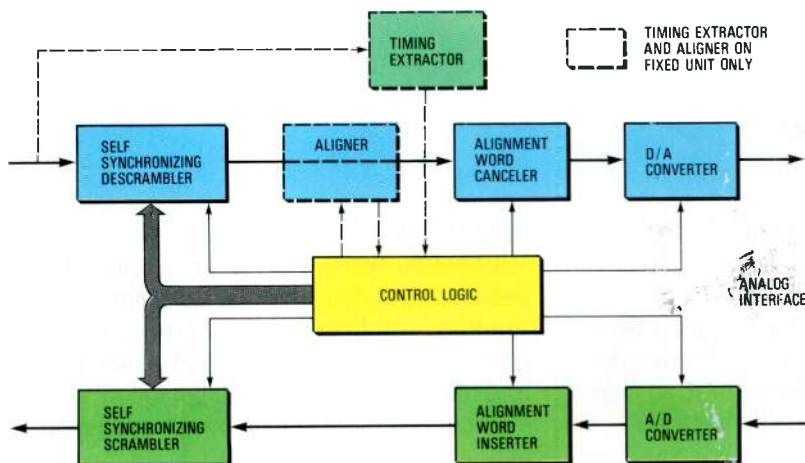 TIMING
EXTRACTOR
TIMING EXTRACTOR
AND ALIGNER ON
FIXED UNIT ONLY
SELF
SYNCHRONIZING
DESCRAMBLER
ALIGNER
ALIGNMENT
WORD
CANCELER
D/A
CONVERTER
CONTROL LOGIC
ANALOG
INTERFACE
SELF
SYNCHRONIZING
SCRAMBLER
ALIGNMENT
WORD
INSERTER
A/D
CONVERTER